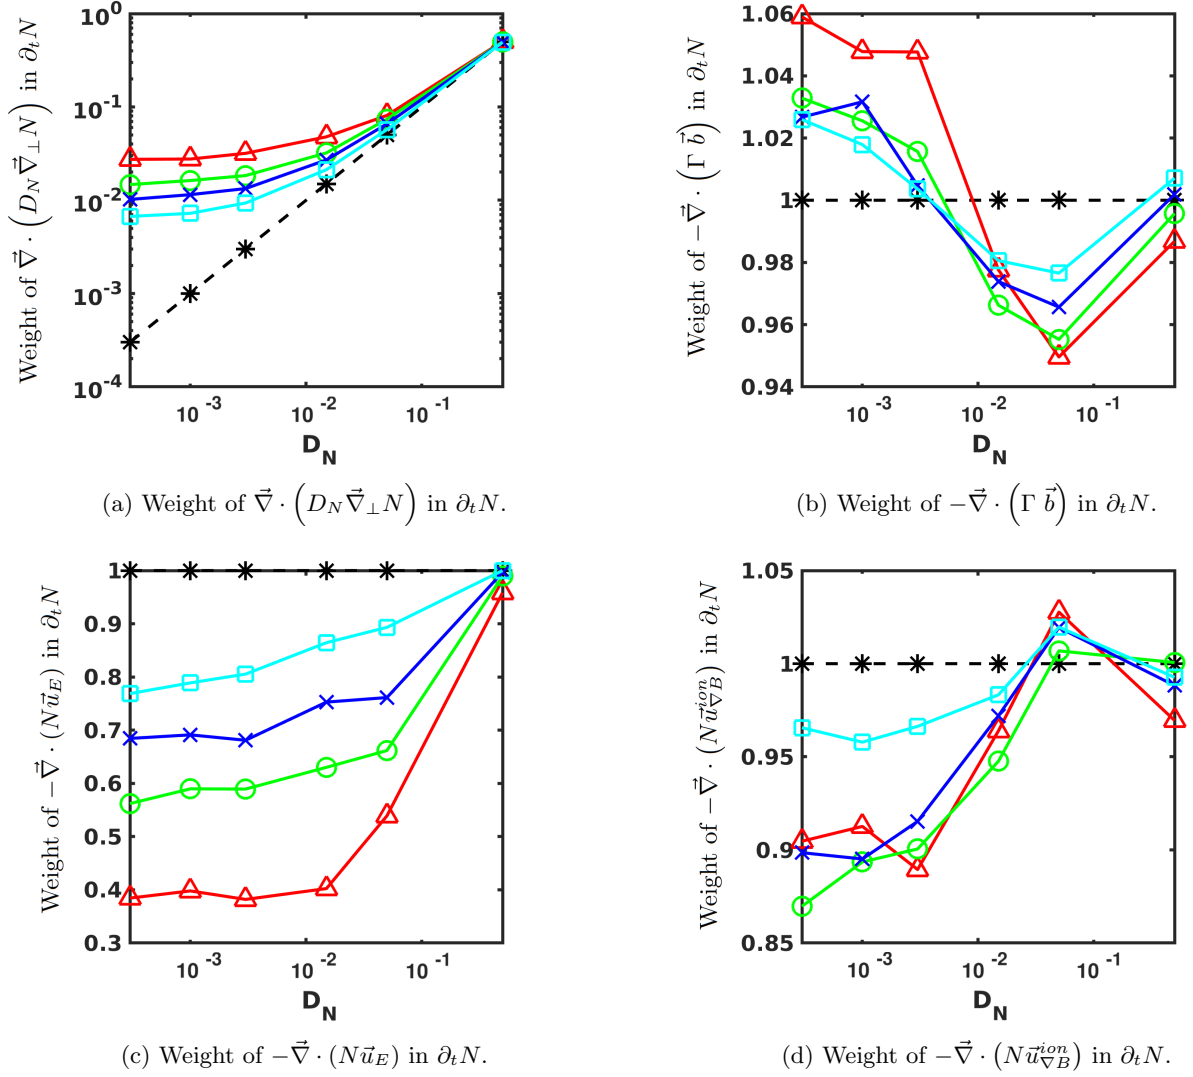 Weight of ∇⃗ · (D_N ∇⃗_⊥ N) in ∂_t N
10^0
10^-1
10^-2
10^-3
10^-4
10^-3 10^-2 10^-1
D_N
(a) Weight of ∇⃗ · (D_N ∇⃗_⊥ N) in ∂_t N.
Weight of −∇⃗ · (Γ b⃗) in ∂_t N
1.06
1.04
1.02
1
0.98
0.96
0.94
10^-3 10^-2 10^-1
D_N
(b) Weight of −∇⃗ · (Γ b⃗) in ∂_t N.
Weight of −∇⃗ · (N u⃗_E) in ∂_t N
1
0.9
0.8
0.7
0.6
0.5
0.4
0.3
10^-3 10^-2 10^-1
D_N
(c) Weight of −∇⃗ · (N u⃗_E) in ∂_t N.
Weight of −∇⃗ · (N u⃗_∇B^ion) in ∂_t N
1.05
1
0.95
0.9
0.85
10^-3 10^-2 10^-1
D_N
(d) Weight of −∇⃗ · (N u⃗_∇B^ion) in ∂_t N.